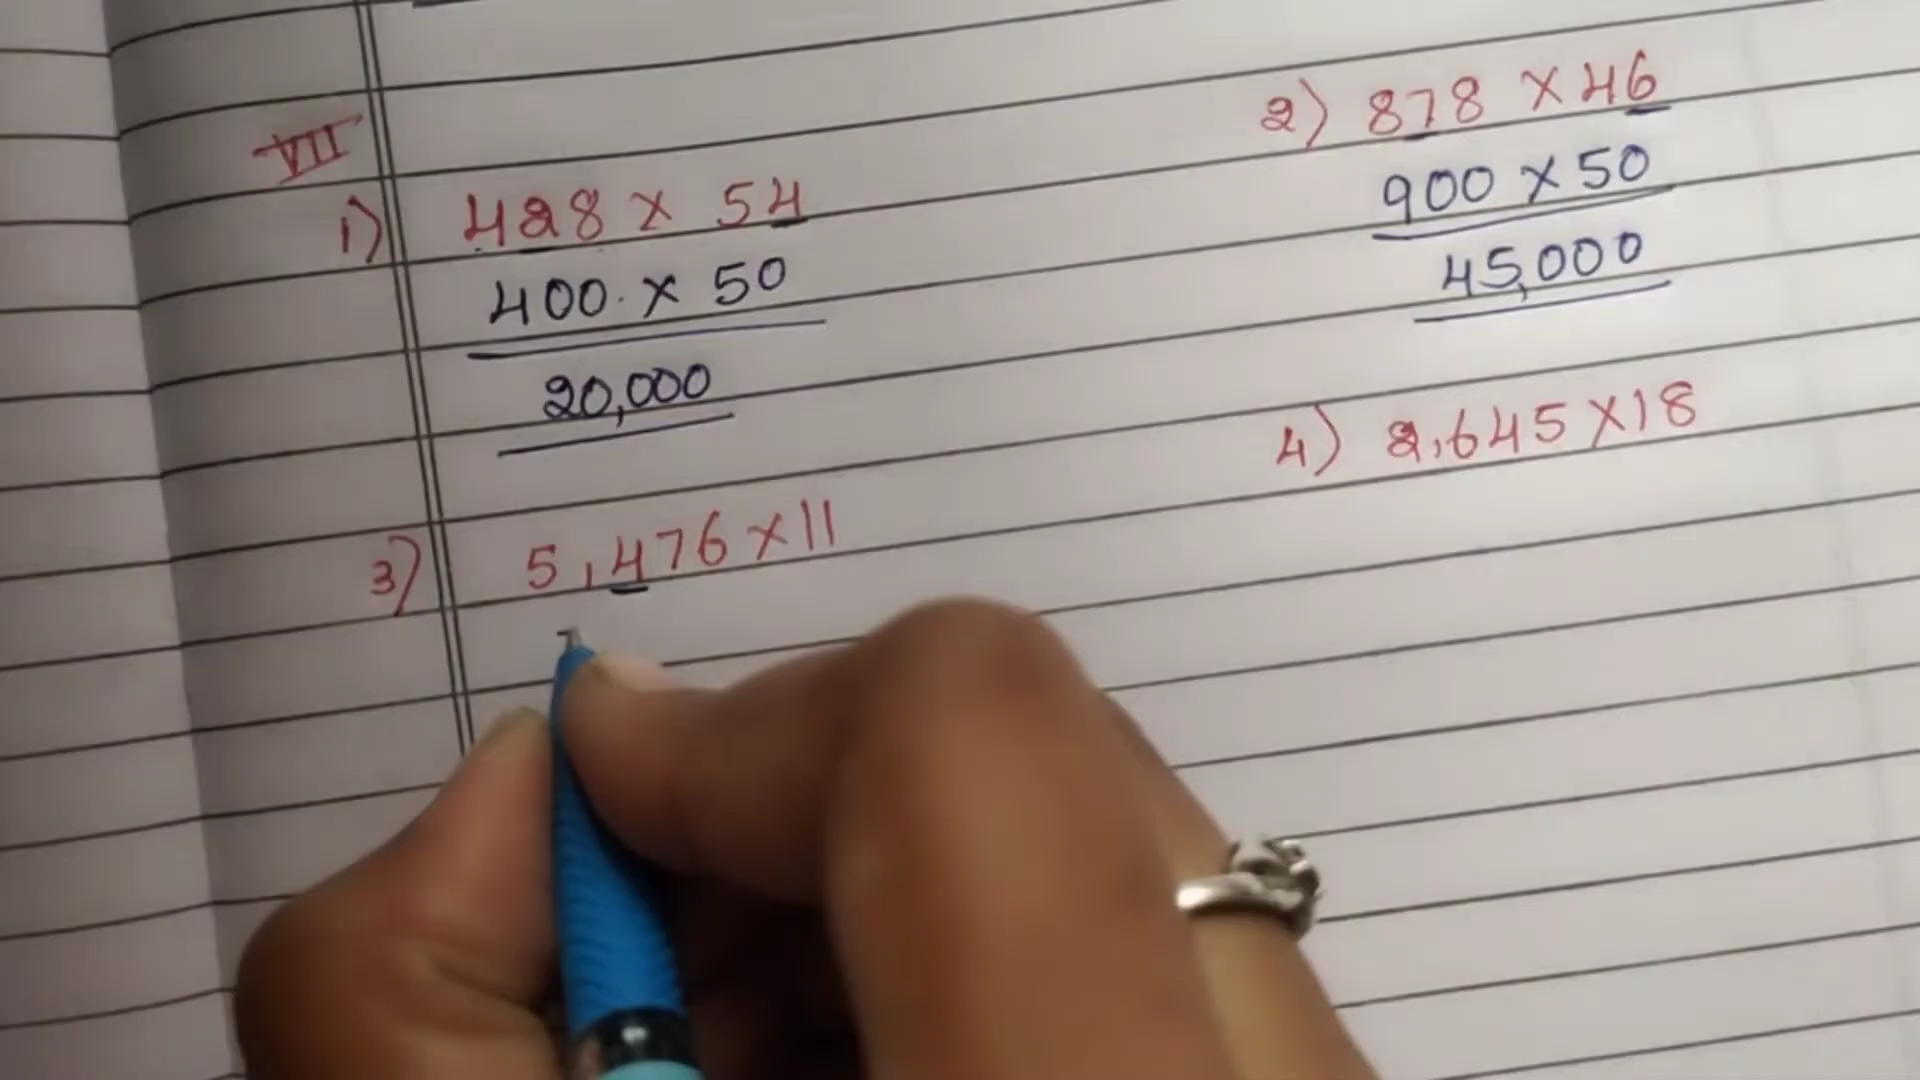 VII
1) 428 × 54
400 × 50
20,000
2) 878 × 46
900 × 50
45,000
3) 5,476 × 11
4) 2,645 × 18